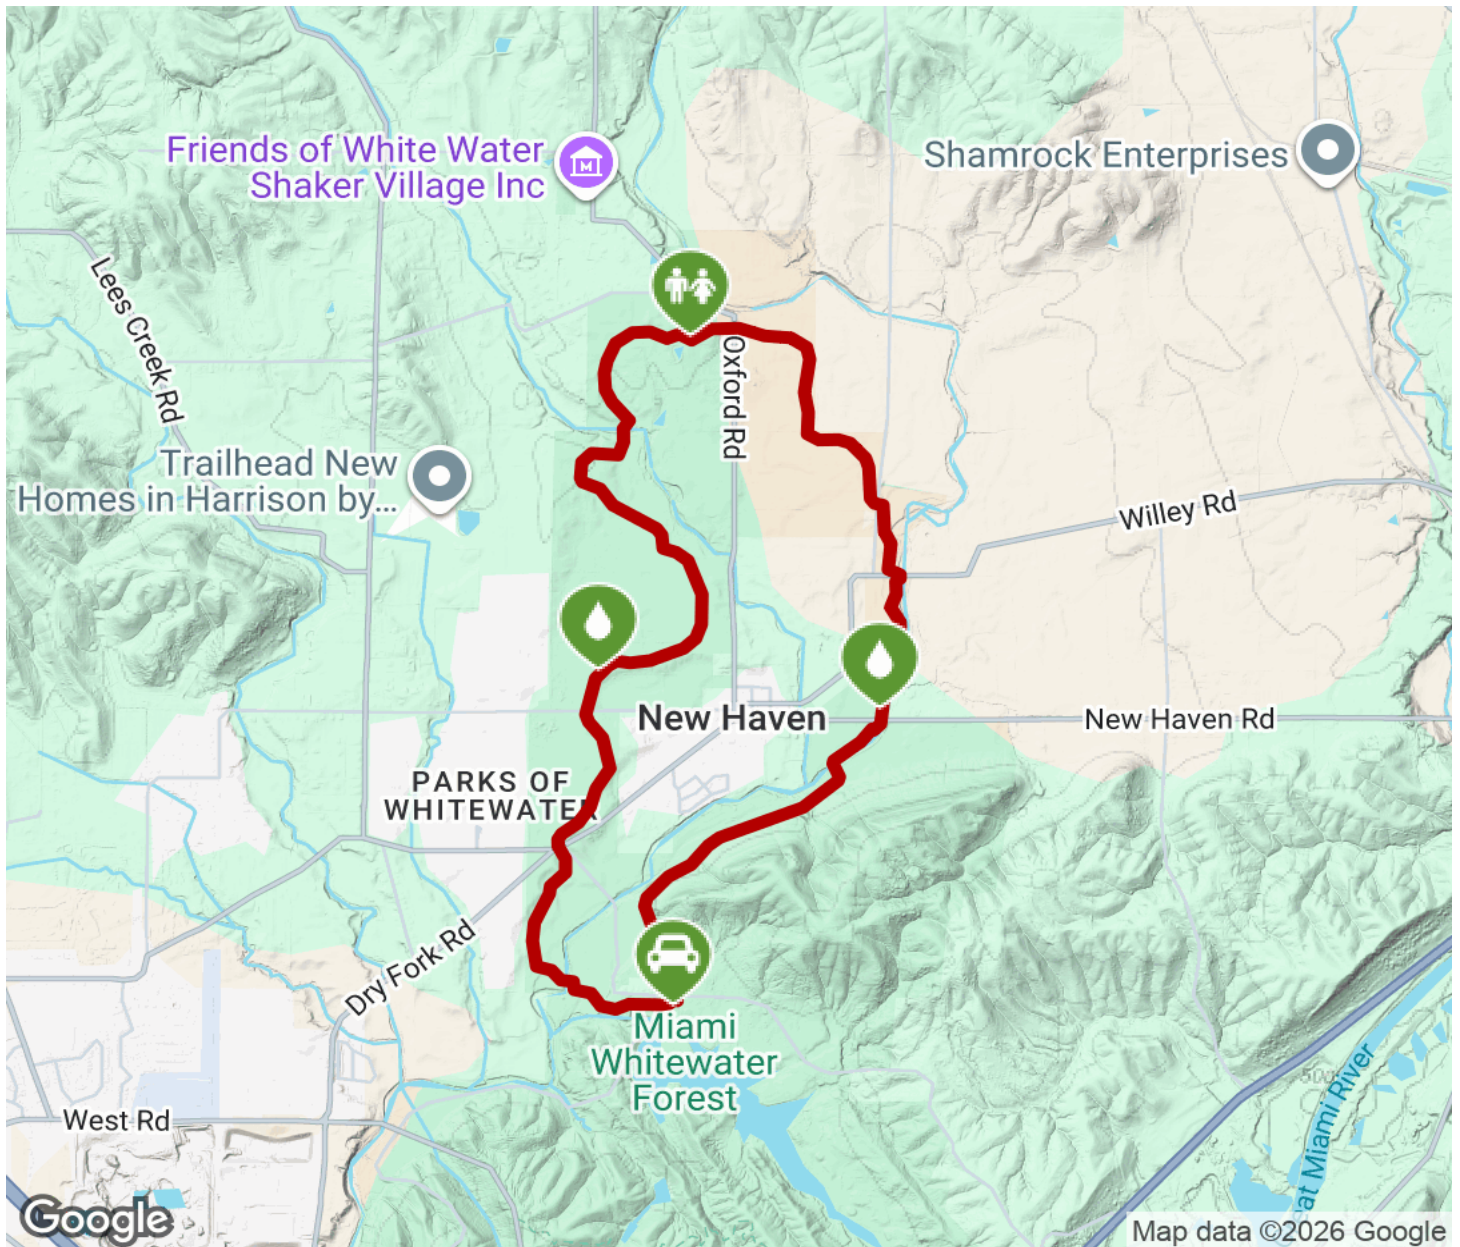 Friends of White Water
Shaker Village Inc
Shamrock Enterprises
Lees Creek Rd
Oxford Rd
Trailhead New
Homes in Harrison by...
Willey Rd
New Haven
New Haven Rd
PARKS OF
WHITEWATER
Dry Fork Rd
Miami
Whitewater
Forest
West Rd
eat Miami River
Google
Map data ©2026 Google